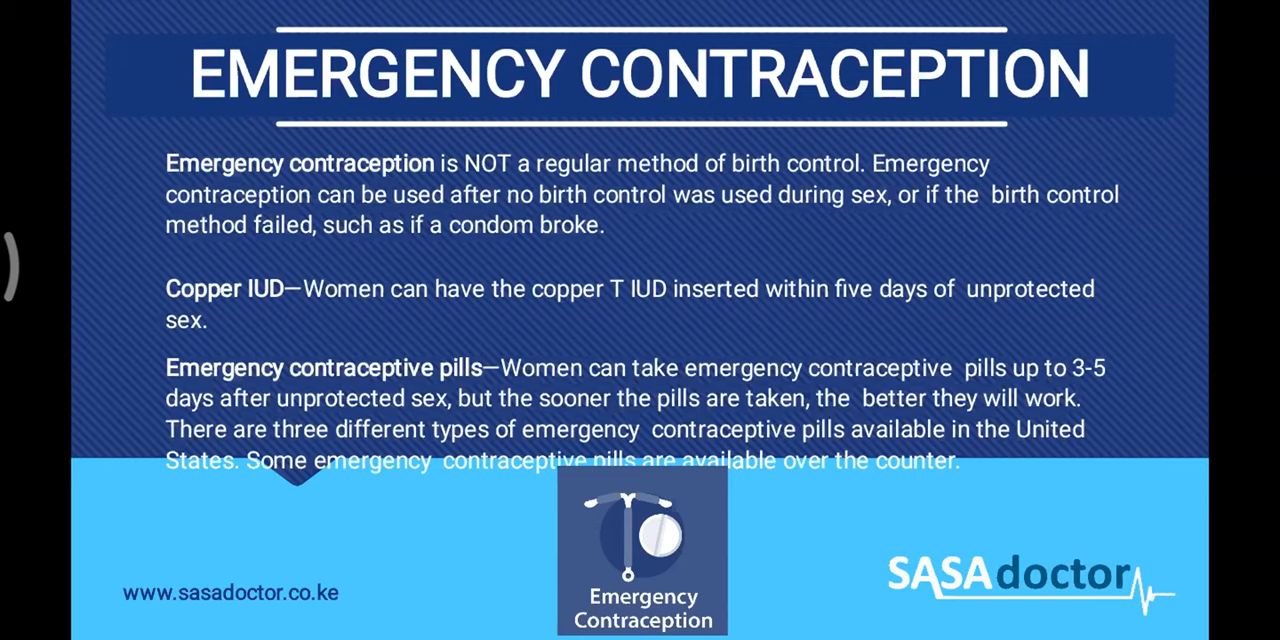 EMERGENCY CONTRACEPTION
Emergency contraception is NOT a regular method of birth control. Emergency
contraception can be used after no birth control was used during sex, or if the birth control
method failed, such as if a condom broke.
Copper IUD—Women can have the copper T IUD inserted within five days of unprotected
sex.
Emergency contraceptive pills—Women can take emergency contraceptive pills up to 3-5
days after unprotected sex, but the sooner the pills are taken, the better they will work.
There are three different types of emergency contraceptive pills available in the United
States. Some emergency contraceptive pills are available over the counter.
Emergency
Contraception
www.sasadoctor.co.ke
SASAdoctor